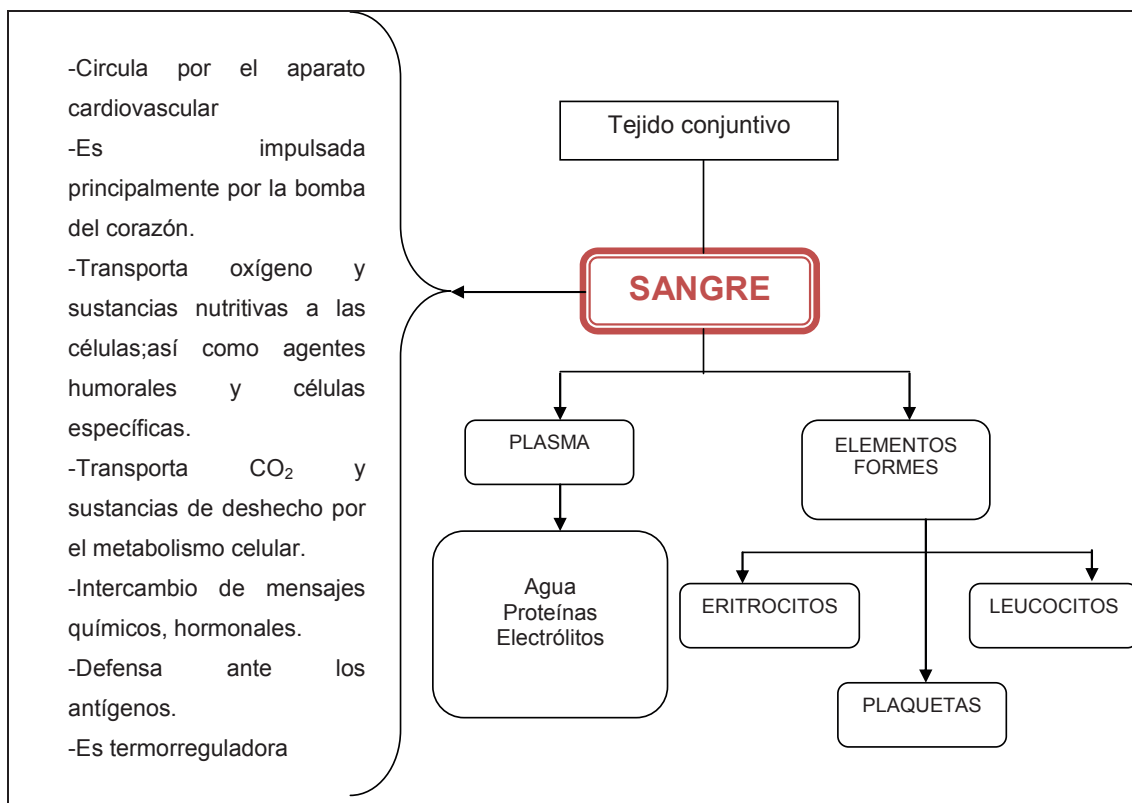 -Circula por el aparato
cardiovascular
-Es impulsada
principalmente por la bomba
del corazón.
-Transporta oxígeno y
sustancias nutritivas a las
células;así como agentes
humorales y células
específicas.
-Transporta CO₂ y
sustancias de deshecho por
el metabolismo celular.
-Intercambio de mensajes
químicos, hormonales.
-Defensa ante los
antígenos.
-Es termorreguladora
Tejido conjuntivo
SANGRE
PLASMA
ELEMENTOS
FORMES
Agua
Proteínas
Electrólitos
ERITROCITOS
LEUCOCITOS
PLAQUETAS